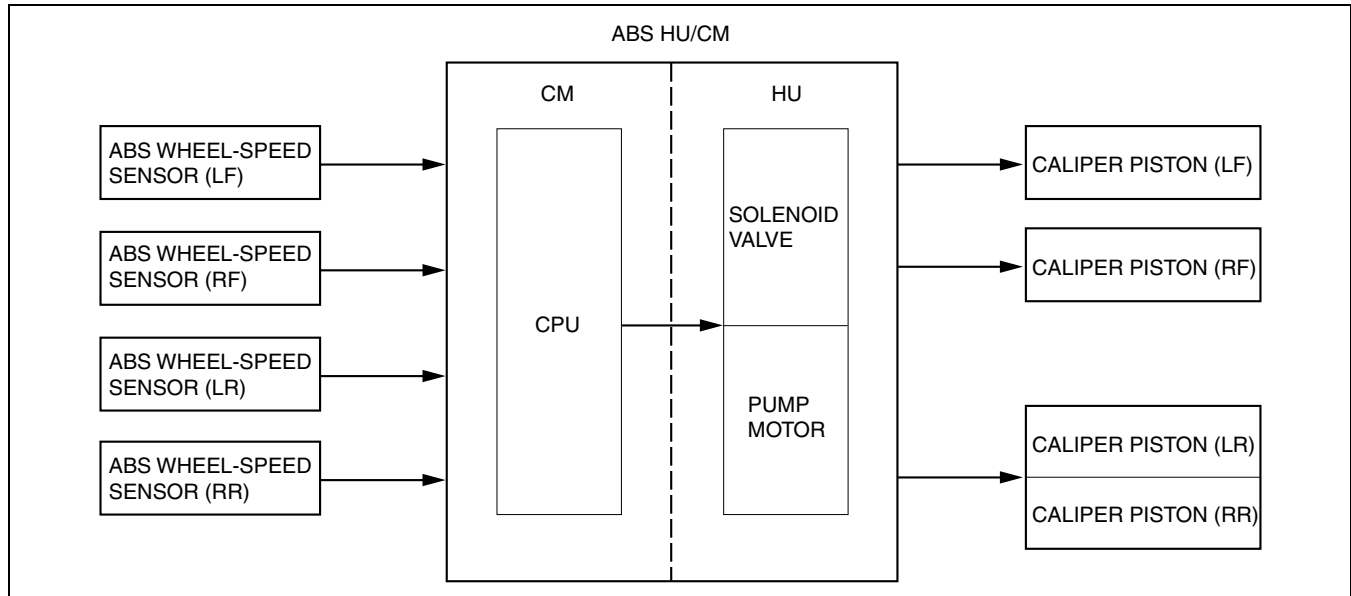 ABS HU/CM
CM
HU
ABS WHEEL-SPEED
SENSOR (LF)
ABS WHEEL-SPEED
SENSOR (RF)
ABS WHEEL-SPEED
SENSOR (LR)
ABS WHEEL-SPEED
SENSOR (RR)
CPU
SOLENOID
VALVE
PUMP
MOTOR
CALIPER PISTON (LF)
CALIPER PISTON (RF)
CALIPER PISTON (LR)
CALIPER PISTON (RR)